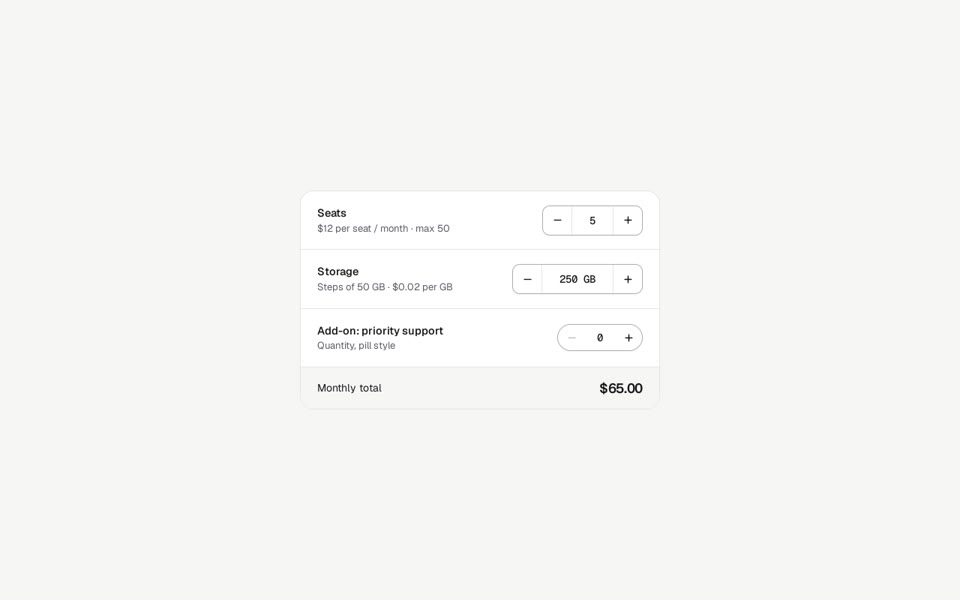 Seats
$12 per seat / month · max 50
− 5 +
Storage
Steps of 50 GB · $0.02 per GB
− 250 GB +
Add-on: priority support
Quantity, pill style
− 0 +
Monthly total
$65.00